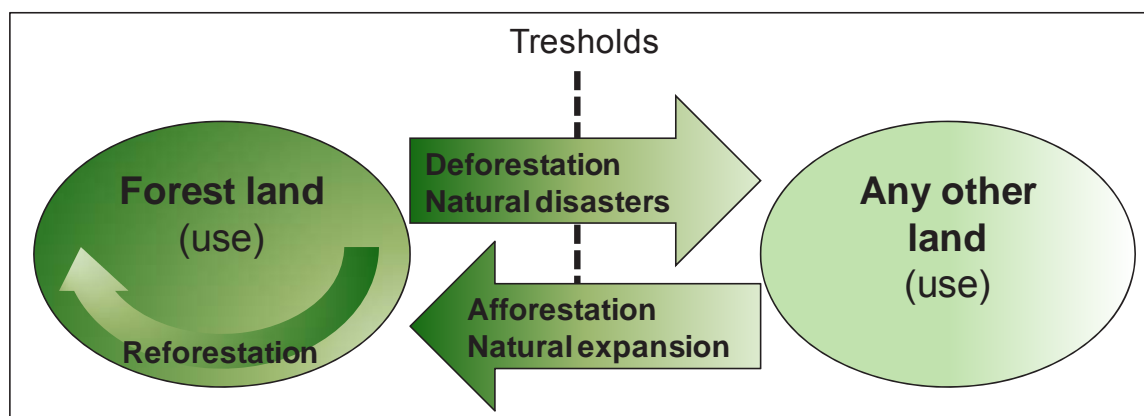 Tresholds
Forest land
(use)
Reforestation
Deforestation
Natural disasters
Afforestation
Natural expansion
Any other
land
(use)